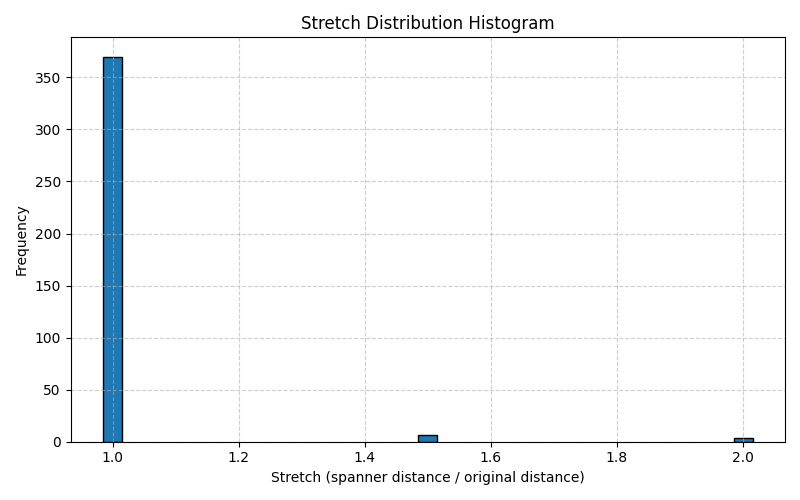 Stretch Distribution Histogram
Frequency
350
300
250
200
150
100
50
0
1.0 1.2 1.4 1.6 1.8 2.0
Stretch (spanner distance / original distance)